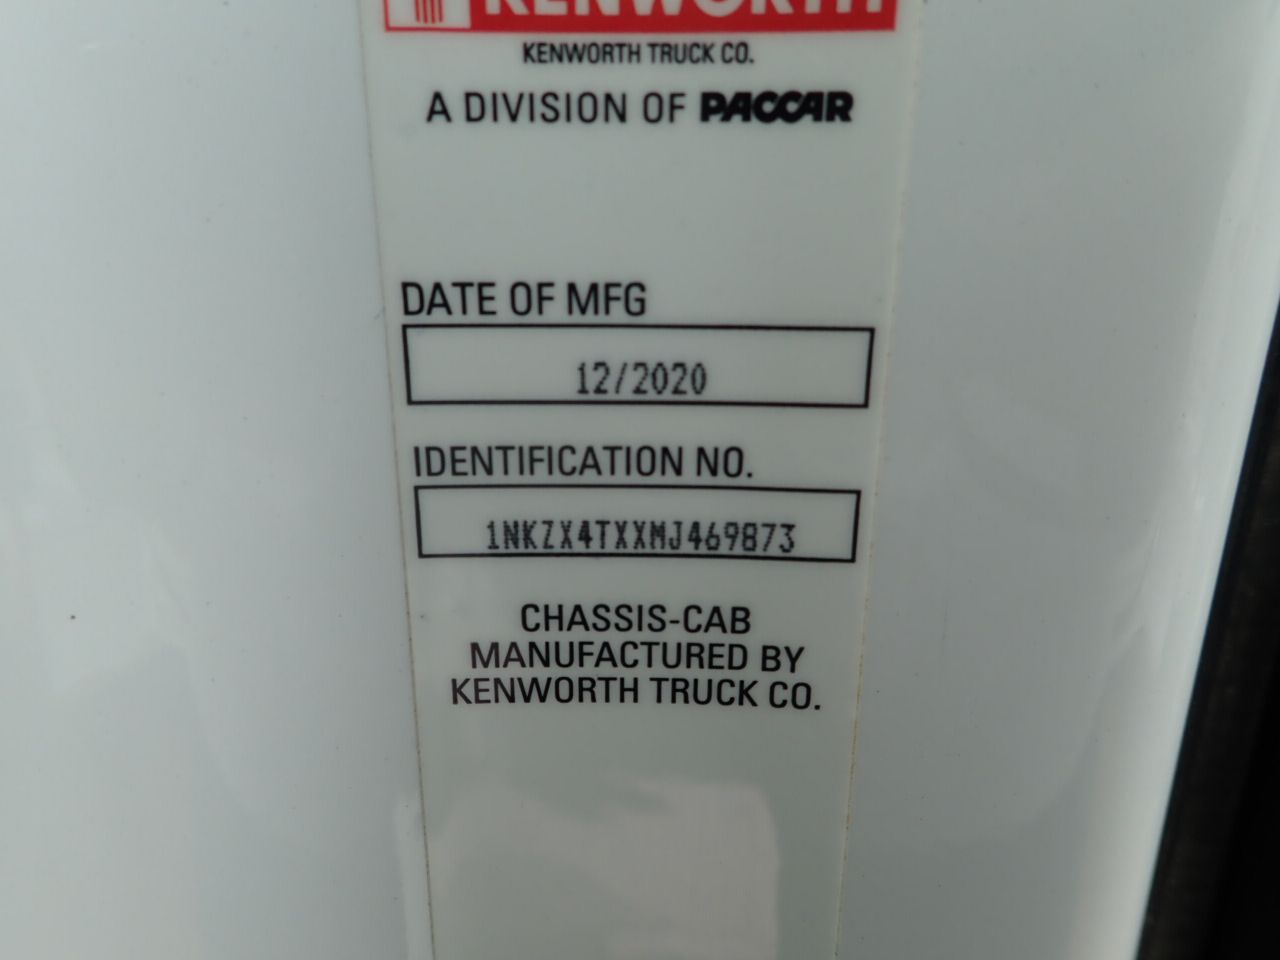 KENWORTH
KENWORTH TRUCK CO.
A DIVISION OF PACCAR
DATE OF MFG
12/2020
IDENTIFICATION NO.
1NKZX4TXXMJ469873
CHASSIS-CAB
MANUFACTURED BY
KENWORTH TRUCK CO.